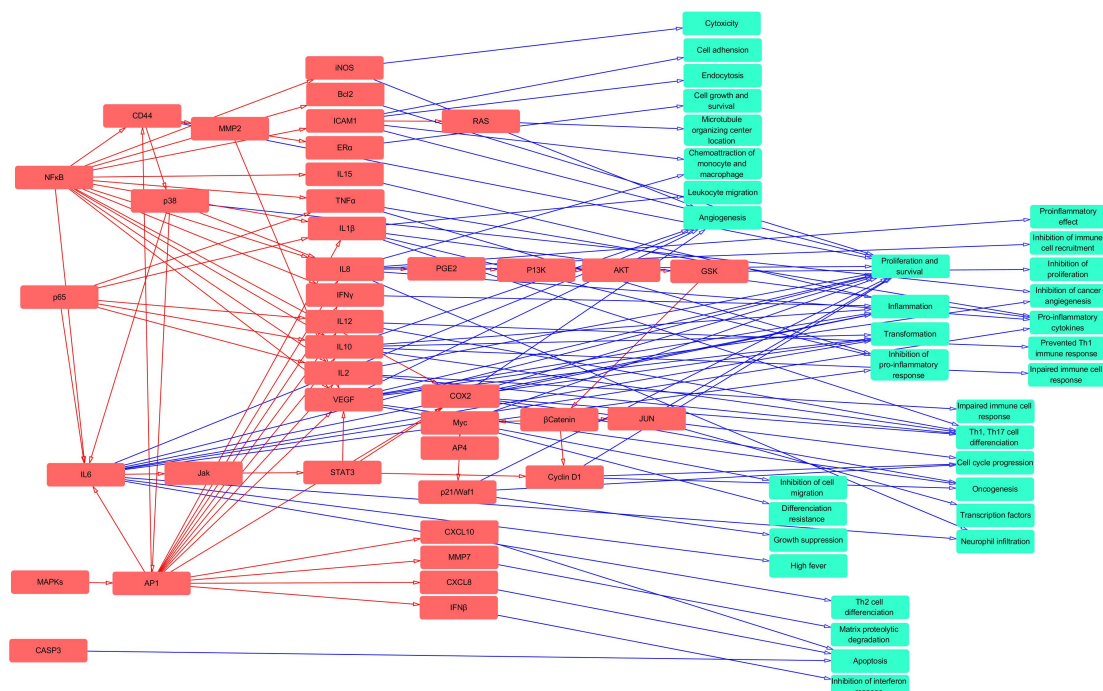 Cytoxicity
Cell adhension
iNOS
Endocytosis
Bcl2
Cell growth and
survival
CD44
MMP2
ICAM1
RAS
Microtubule
organizing center
location
ERα
Chemoattraction of
monocyte and
macrophage
NFκB
IL15
p38
TNFα
Leukocyte migration
Angiogenesis
Proinflammatory
effect
IL1β
Inhibition of immune
cell recruitment
IL8
PGE2
P13K
AKT
GSK
Proliferation and
survival
Inhibition of
proliferation
p65
IFNγ
Inflammation
Inhibition of cancer
angiogenesis
IL12
Pro-inflammatory
cytokines
IL10
Transformation
Prevented Th1
immune response
IL2
Inhibition of
pro-inflammatory
response
Inpaired immune cell
response
VEGF
COX2
Impaired immune cell
response
Myc
βCatenin
JUN
Th1, Th17 cell
differenciation
AP4
IL6
Jak
STAT3
Cyclin D1
Cell cycle progression
p21/Waf1
Inhibition of cell
migration
Oncogenesis
Differenciation
resistance
Transcription factors
CXCL10
Growth suppression
Neurophil infiltration
MMP7
High fever
MAPKs
AP1
CXCL8
IFNβ
Th2 cell
differenciation
Matrix proteolytic
degradation
CASP3
Apoptosis
Inhibition of interferon